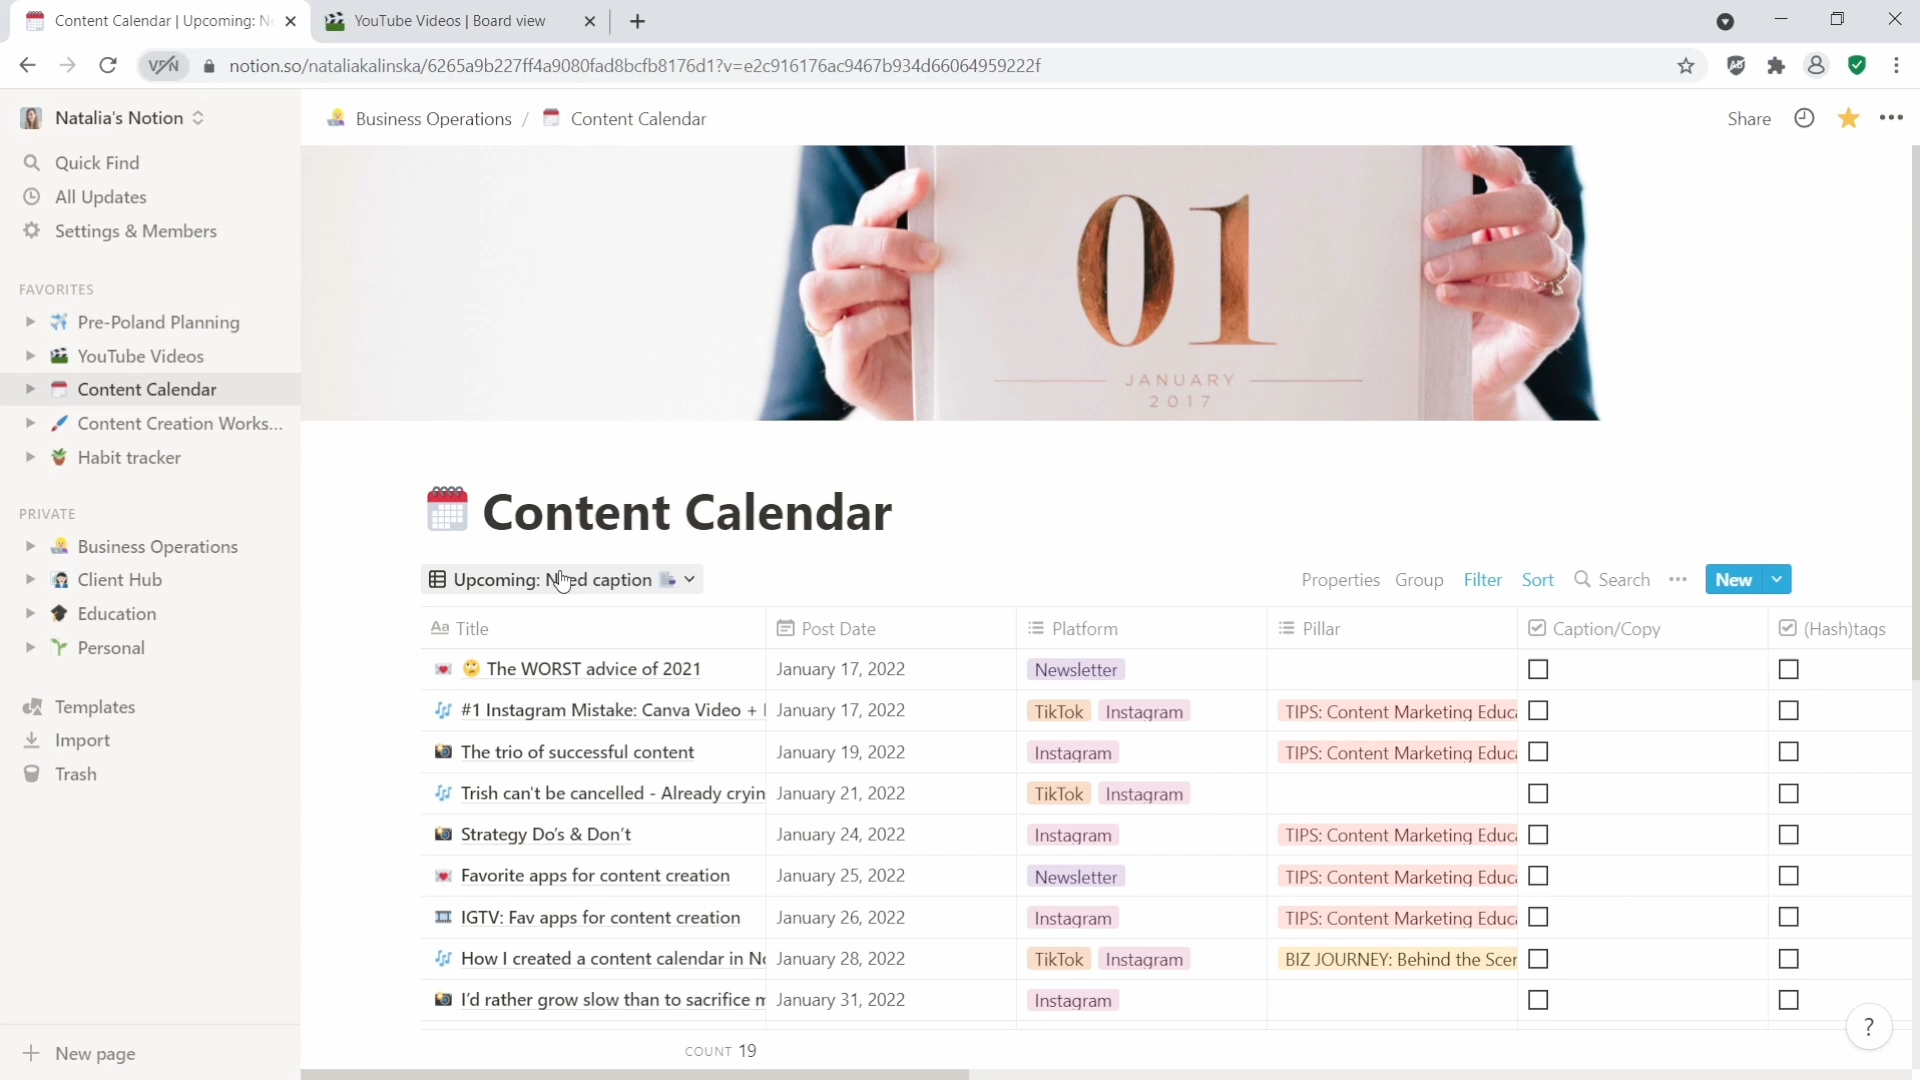 Content Calendar | Upcoming: N
YouTube Videos | Board view
VPN
notion.so/nataliakalinska/6265a9b227ff4a9080fad8bcfb8176d1?v=e2c916176ac9467b934d66064959222f
Natalia's Notion
Business Operations / Content Calendar
Share
Quick Find
All Updates
Settings & Members
FAVORITES
Pre-Poland Planning
YouTube Videos
Content Calendar
Content Creation Works...
Habit tracker
PRIVATE
Business Operations
Client Hub
Education
Personal
Templates
Import
Trash
New page
01
JANUARY
2017
Content Calendar
Upcoming: Need caption
Properties Group Filter Sort Search New
Aa Title Post Date Platform Pillar Caption/Copy (Hash)tags
The WORST advice of 2021 January 17, 2022 Newsletter
#1 Instagram Mistake: Canva Video + January 17, 2022 TikTok Instagram TIPS: Content Marketing Educa
The trio of successful content January 19, 2022 Instagram TIPS: Content Marketing Educa
Trish can't be cancelled - Already cryin January 21, 2022 TikTok Instagram
Strategy Do's & Don't January 24, 2022 Instagram TIPS: Content Marketing Educa
Favorite apps for content creation January 25, 2022 Newsletter TIPS: Content Marketing Educa
IGTV: Fav apps for content creation January 26, 2022 Instagram TIPS: Content Marketing Educa
How I created a content calendar in No January 28, 2022 TikTok Instagram BIZ JOURNEY: Behind the Scen
I'd rather grow slow than to sacrifice m January 31, 2022 Instagram
COUNT 19
?